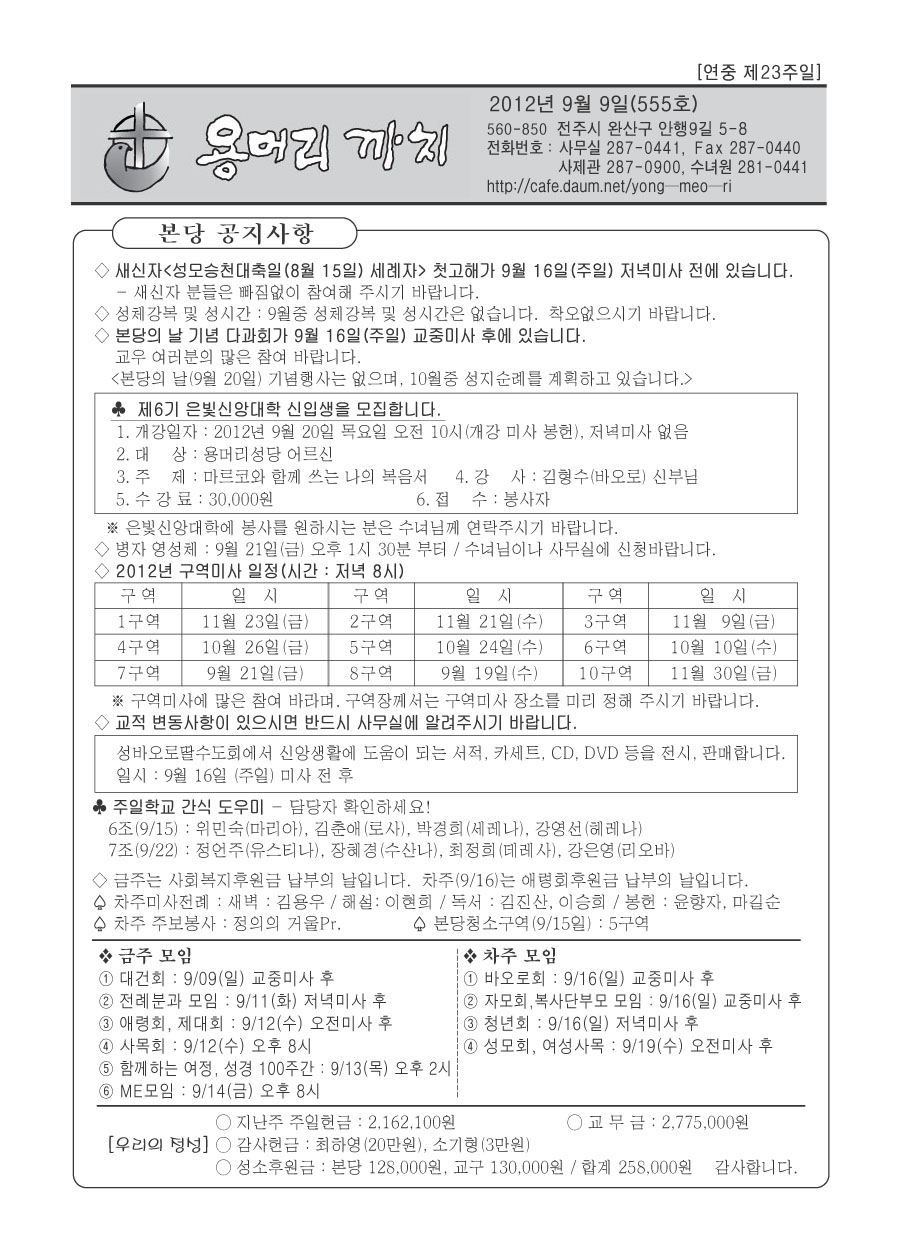 [연중 제23주일]
용머리 까치
2012년 9월 9일(555호)
560-850 전주시 완산구 안행9길 5-8
전화번호 : 사무실 287-0441, Fax 287-0440
사제관 287-0900, 수녀원 281-0441
http://cafe.daum.net/yong―meo―ri
본당 공지사항
◇ 새신자<성모승천대축일(8월 15일) 세례자> 첫고해가 9월 16일(주일) 저녁미사 전에 있습니다.
- 새신자 분들은 빠짐없이 참여해 주시기 바랍니다.
◇ 성체강복 및 성시간 : 9월중 성체강복 및 성시간은 없습니다. 착오없으시기 바랍니다.
◇ 본당의 날 기념 다과회가 9월 16일(주일) 교중미사 후에 있습니다.
교우 여러분의 많은 참여 바랍니다.
<본당의 날(9월 20일) 기념행사는 없으며, 10월중 성지순례를 계획하고 있습니다.>
♣ 제6기 은빛신앙대학 신입생을 모집합니다.
1. 개강일자 : 2012년 9월 20일 목요일 오전 10시(개강 미사 봉헌), 저녁미사 없음
2. 대 상 : 용머리성당 어르신
3. 주 제 : 마르코와 함께 쓰는 나의 복음서 4. 강 사 : 김형수(바오로) 신부님
5. 수 강 료 : 30,000원 6. 접 수 : 봉사자
※ 은빛신앙대학에 봉사를 원하시는 분은 수녀님께 연락주시기 바랍니다.
◇ 병자 영성체 : 9월 21일(금) 오후 1시 30분 부터 / 수녀님이나 사무실에 신청바랍니다.
◇ 2012년 구역미사 일정(시간 : 저녁 8시)
구 역 일 시 구 역 일 시 구 역 일 시
1구역 11월 23일(금) 2구역 11월 21일(수) 3구역 11월 9일(금)
4구역 10월 26일(금) 5구역 10월 24일(수) 6구역 10월 10일(수)
7구역 9월 21일(금) 8구역 9월 19일(수) 10구역 11월 30일(금)
※ 구역미사에 많은 참여 바라며, 구역장께서는 구역미사 장소를 미리 정해 주시기 바랍니다.
◇ 교적 변동사항이 있으시면 반드시 사무실에 알려주시기 바랍니다.
성바오로딸수도회에서 신앙생활에 도움이 되는 서적, 카세트, CD, DVD 등을 전시, 판매합니다.
일시 : 9월 16일 (주일) 미사 전 후
♣ 주일학교 간식 도우미 - 담당자 확인하세요!
6조(9/15) : 위민숙(마리아), 김춘애(로사), 박경희(세레나), 강영선(헤레나)
7조(9/22) : 정언주(유스티나), 장혜경(수산나), 최정희(데레사), 강은영(리오바)
◇ 금주는 사회복지후원금 납부의 날입니다. 차주(9/16)는 애령회후원금 납부의 날입니다.
♤ 차주미사전례 : 새벽 : 김용우 / 해설: 이현희 / 독서 : 김진산, 이승희 / 봉헌 : 윤향자, 마길순
♤ 차주 주보봉사 : 정의의 거울Pr. ♤ 본당청소구역(9/15일) : 5구역
❖ 금주 모임
① 대건회 : 9/09(일) 교중미사 후
② 전례분과 모임 : 9/11(화) 저녁미사 후
③ 애령회, 제대회 : 9/12(수) 오전미사 후
④ 사목회 : 9/12(수) 오후 8시
⑤ 함께하는 여정, 성경 100주간 : 9/13(목) 오후 2시
⑥ ME모임 : 9/14(금) 오후 8시
❖ 차주 모임
① 바오로회 : 9/16(일) 교중미사 후
② 자모회,복사단부모 모임 : 9/16(일) 교중미사 후
③ 청년회 : 9/16(일) 저녁미사 후
④ 성모회, 여성사목 : 9/19(수) 오전미사 후
○ 지난주 주일헌금 : 2,162,100원 ○ 교 무 금 : 2,775,000원
[우리의 정성] ○ 감사헌금 : 최하영(20만원), 소기형(3만원)
○ 성소후원금 : 본당 128,000원, 교구 130,000원 / 합계 258,000원 감사합니다.